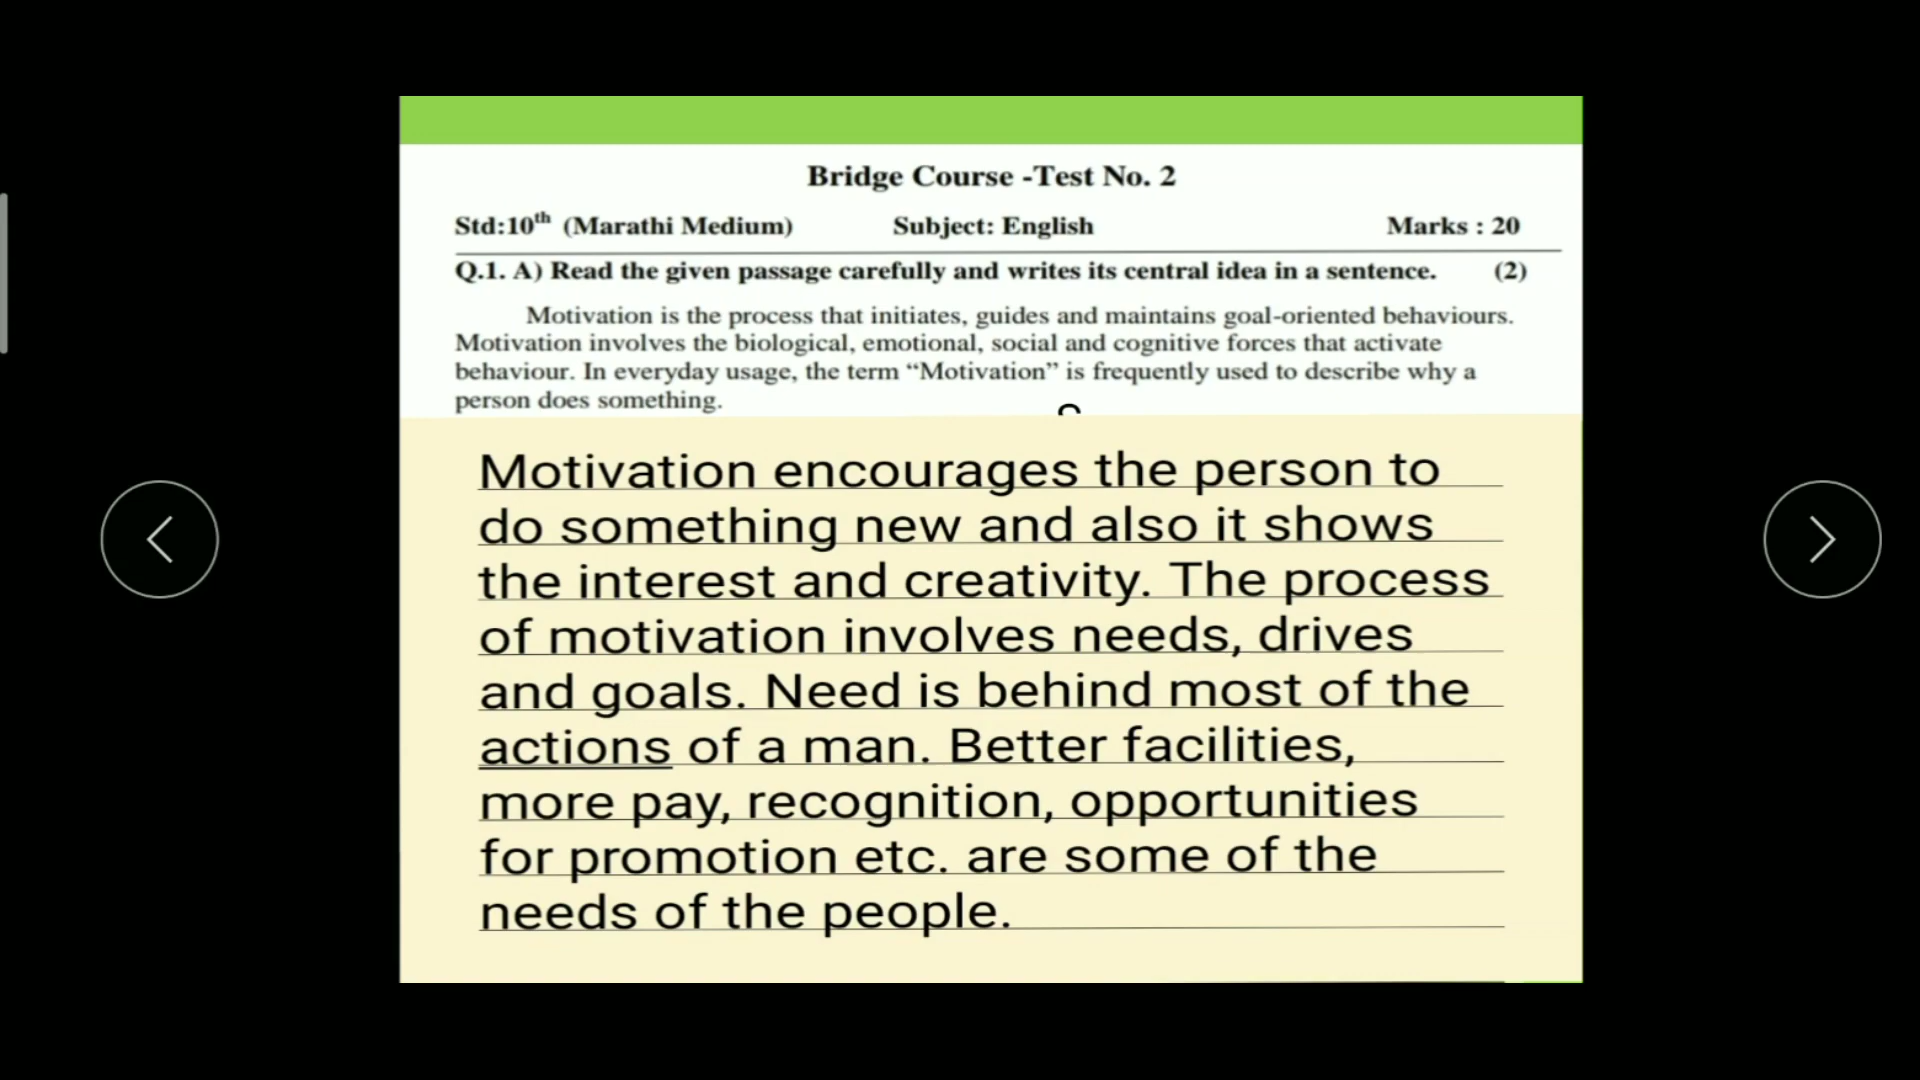 Bridge Course -Test No. 2
Std:10th (Marathi Medium) Subject: English Marks : 20
Q.1. A) Read the given passage carefully and writes its central idea in a sentence. (2)
Motivation is the process that initiates, guides and maintains goal-oriented behaviours.
Motivation involves the biological, emotional, social and cognitive forces that activate
behaviour. In everyday usage, the term “Motivation” is frequently used to describe why a
person does something.
Motivation encourages the person to
do something new and also it shows
the interest and creativity. The process
of motivation involves needs, drives
and goals. Need is behind most of the
actions of a man. Better facilities,
more pay, recognition, opportunities
for promotion etc. are some of the
needs of the people.